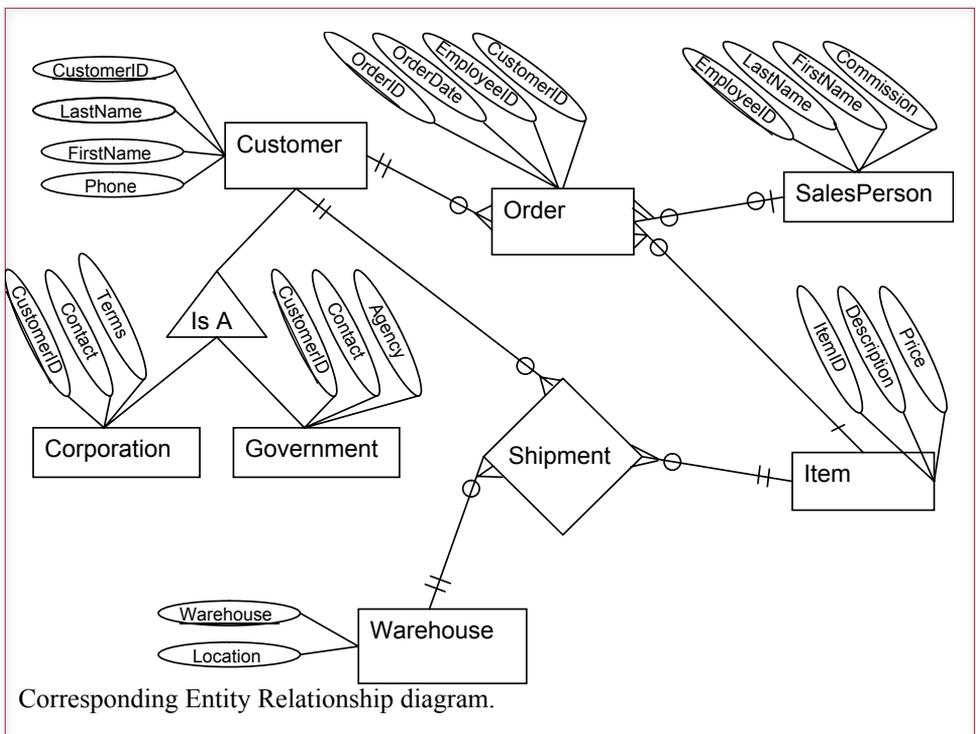 CustomerID
LastName
FirstName
Phone
Customer
OrderID
OrderDate
EmployeeID
CustomerID
Order
EmployeeID
LastName
FirstName
Commission
SalesPerson
CustomerID
Contact
Terms
Is A
CustomerID
Contact
Agency
Corporation
Government
Shipment
ItemID
Description
Price
Item
Warehouse
Location
Warehouse
Corresponding Entity Relationship diagram.